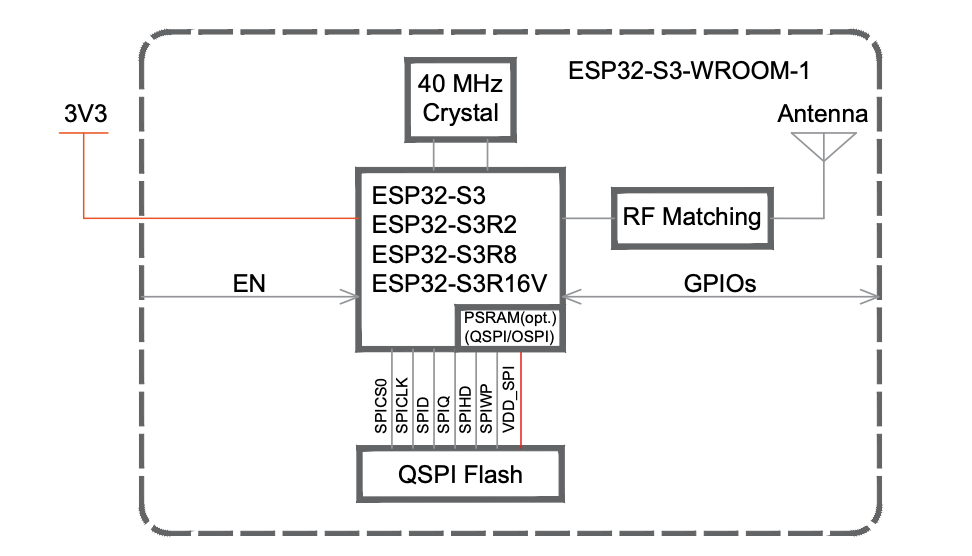 ESP32-S3-WROOM-1
40 MHz
Crystal
3V3
Antenna
ESP32-S3
ESP32-S3R2
ESP32-S3R8
ESP32-S3R16V
RF Matching
EN
GPIOs
PSRAM(opt.)
(QSPI/OSPI)
SPICS0
SPICLK
SPID
SPIQ
SPIHD
SPIWP
VDD_SPI
QSPI Flash